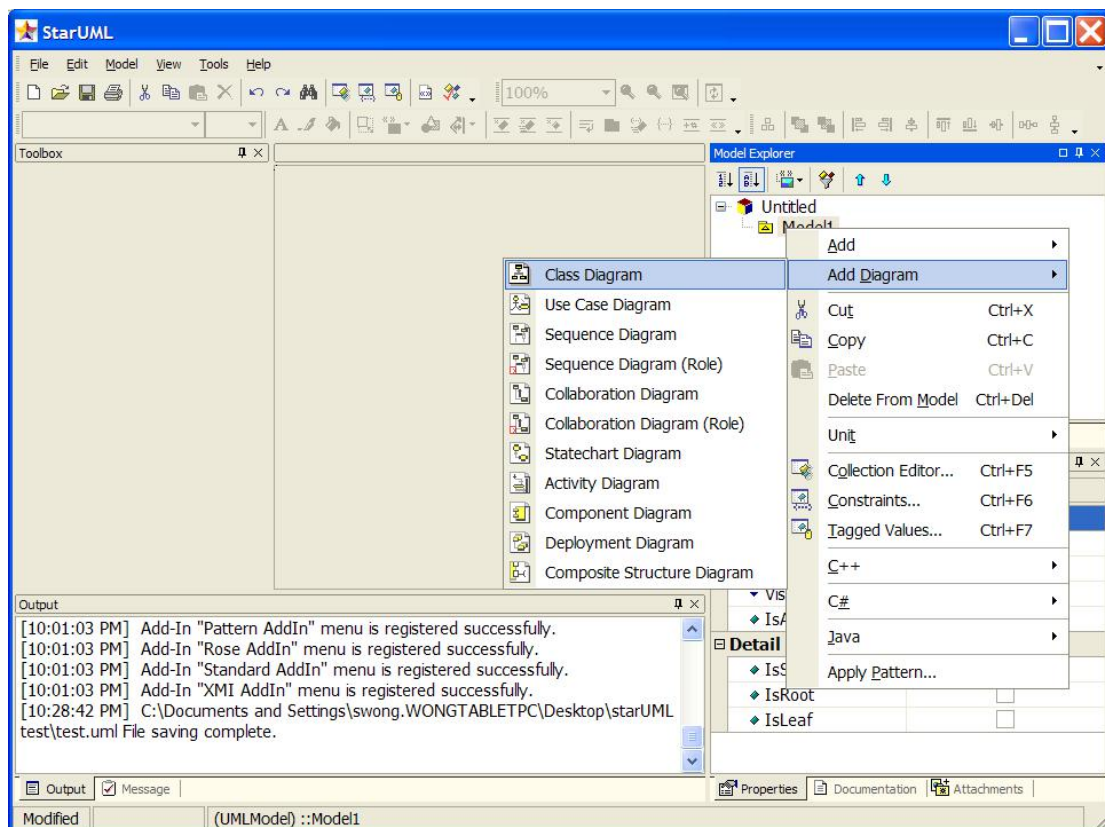 StarUML
File Edit Model View Tools Help
100%
Toolbox
Model Explorer
Untitled
Model1
Add
Add Diagram
Cut Ctrl+X
Copy Ctrl+C
Paste Ctrl+V
Delete From Model Ctrl+Del
Unit
Collection Editor... Ctrl+F5
Constraints... Ctrl+F6
Tagged Values... Ctrl+F7
C++
C#
Java
Apply Pattern...
Class Diagram
Use Case Diagram
Sequence Diagram
Sequence Diagram (Role)
Collaboration Diagram
Collaboration Diagram (Role)
Statechart Diagram
Activity Diagram
Component Diagram
Deployment Diagram
Composite Structure Diagram
Detail
IsRoot
IsLeaf
Output
[10:01:03 PM] Add-In "Pattern AddIn" menu is registered successfully.
[10:01:03 PM] Add-In "Rose AddIn" menu is registered successfully.
[10:01:03 PM] Add-In "Standard AddIn" menu is registered successfully.
[10:01:03 PM] Add-In "XMI AddIn" menu is registered successfully.
[10:28:42 PM] C:\Documents and Settings\swong.WONGTABLETPC\Desktop\starUML
test\test.uml File saving complete.
Output Message
Properties Documentation Attachments
Modified (UMLModel) ::Model1